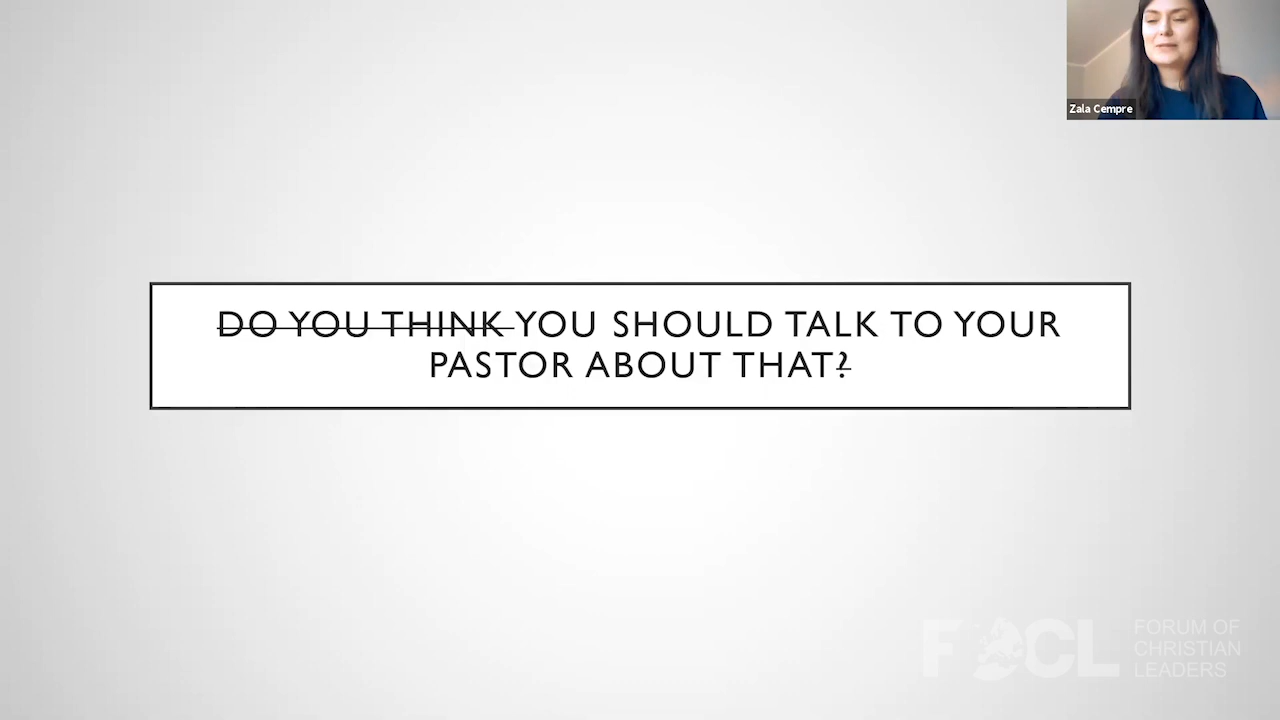 Zala Cempre
DO YOU THINK YOU SHOULD TALK TO YOUR
PASTOR ABOUT THAT?
FOCL
FORUM OF
CHRISTIAN
LEADERS